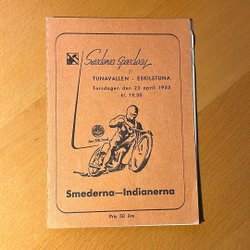 Smederna Speedway
TUNAVALLEN - ESKILSTUNA
Torsdagen den 23 april 1953
kl. 19.30
Smederna—Indianerna
Pris 50 öre